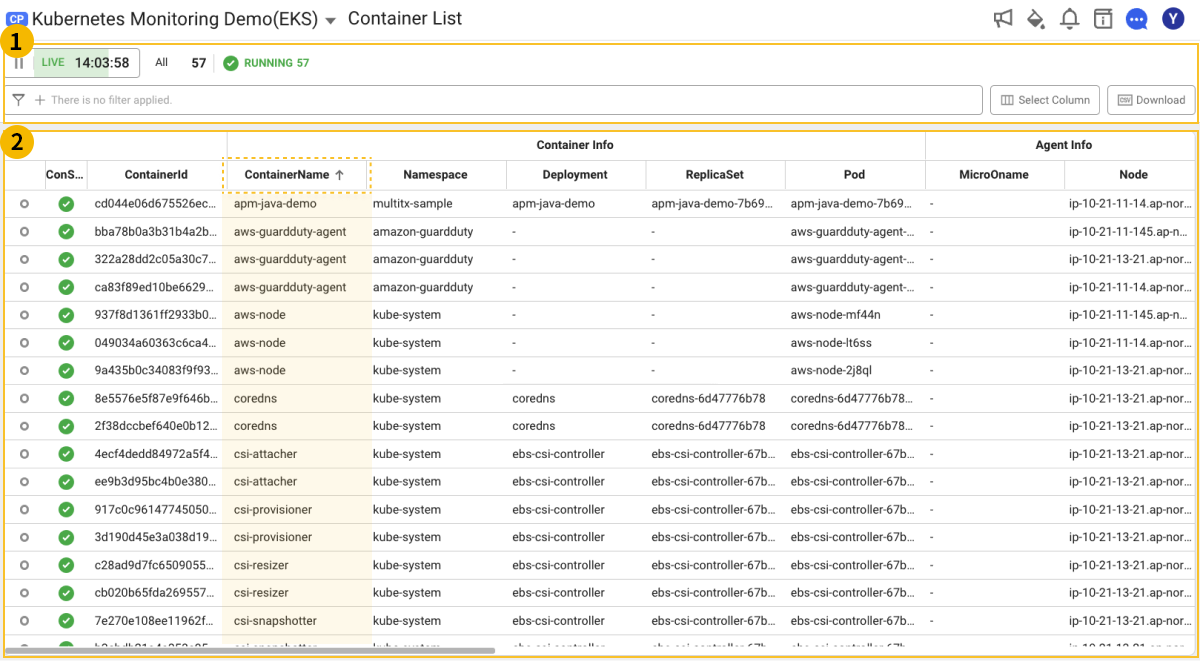 CP Kubernetes Monitoring Demo(EKS) Container List Y
1
LIVE 14:03:58 All 57 RUNNING 57
There is no filter applied. Select Column CSV Download
2
Container Info Agent Info
ConS... ContainerId ContainerName ↑ Namespace Deployment ReplicaSet Pod MicroOname Node
cd044e06d675526ec... apm-java-demo multitx-sample apm-java-demo apm-java-demo-7b69... apm-java-demo-7b69... - ip-10-21-11-14.ap-nor...
bba78b0a3b31b4a2b... aws-guardduty-agent amazon-guardduty - - aws-guardduty-agent-... - ip-10-21-11-145.ap-n...
322a28dd2c05a30c7... aws-guardduty-agent amazon-guardduty - - aws-guardduty-agent-... - ip-10-21-13-21.ap-nor...
ca83f89ed10be6629... aws-guardduty-agent amazon-guardduty - - aws-guardduty-agent-... - ip-10-21-11-14.ap-nor...
937f8d1361ff2933b0... aws-node kube-system - - aws-node-mf44n - ip-10-21-11-145.ap-n...
049034a60363c6ca4... aws-node kube-system - - aws-node-lt6ss - ip-10-21-11-14.ap-nor...
9a435b0c34083f9f93... aws-node kube-system - - aws-node-2j8ql - ip-10-21-13-21.ap-nor...
8e5576e5f87e9f646b... coredns kube-system coredns coredns-6d47776b78 coredns-6d47776b78... - ip-10-21-13-21.ap-nor...
2f38dccbef640e0b12... coredns kube-system coredns coredns-6d47776b78 coredns-6d47776b78... - ip-10-21-13-21.ap-nor...
4ecf4dedd84972a5f4... csi-attacher kube-system ebs-csi-controller ebs-csi-controller-67b... ebs-csi-controller-67b... - ip-10-21-13-21.ap-nor...
ee9b3d95bc4b0e380... csi-attacher kube-system ebs-csi-controller ebs-csi-controller-67b... ebs-csi-controller-67b... - ip-10-21-13-21.ap-nor...
917c0c96147745050... csi-provisioner kube-system ebs-csi-controller ebs-csi-controller-67b... ebs-csi-controller-67b... - ip-10-21-13-21.ap-nor...
3d190d45e3a038d19... csi-provisioner kube-system ebs-csi-controller ebs-csi-controller-67b... ebs-csi-controller-67b... - ip-10-21-13-21.ap-nor...
c28ad9d7fc6509055... csi-resizer kube-system ebs-csi-controller ebs-csi-controller-67b... ebs-csi-controller-67b... - ip-10-21-13-21.ap-nor...
cb020b65fda269557... csi-resizer kube-system ebs-csi-controller ebs-csi-controller-67b... ebs-csi-controller-67b... - ip-10-21-13-21.ap-nor...
7e270e108ee11962f... csi-snapshotter kube-system ebs-csi-controller ebs-csi-controller-67b... ebs-csi-controller-67b... - ip-10-21-13-21.ap-nor...